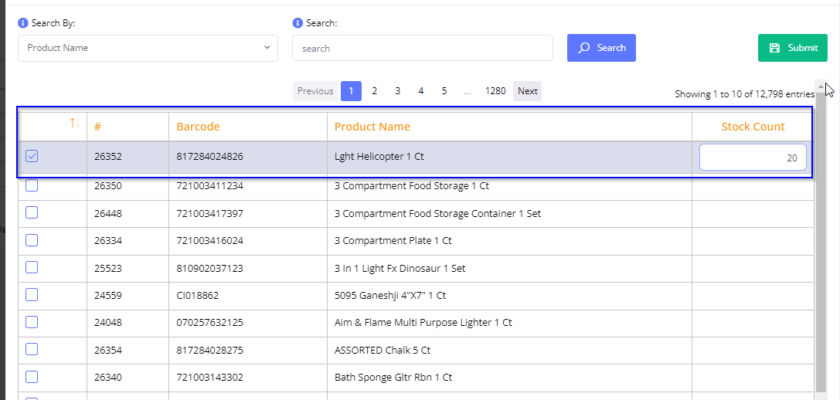 Search By:
Search:
Product Name
search
Search
Submit
Previous 1 2 3 4 5 ... 1280 Next
Showing 1 to 10 of 12,798 entries
# Barcode Product Name Stock Count
26352 817284024826 Lght Helicopter 1 Ct 20
26350 721003411234 3 Compartment Food Storage 1 Ct
26448 721003417397 3 Compartment Food Storage Container 1 Set
26334 721003416024 3 Compartment Plate 1 Ct
25523 810902037123 3 In 1 Light Fx Dinosaur 1 Set
24559 CI018862 5095 Ganeshji 4"X7" 1 Ct
24048 070257632125 Aim & Flame Multi Purpose Lighter 1 Ct
26354 817284028275 ASSORTED Chalk 5 Ct
26340 721003143302 Bath Sponge Gltr Rbn 1 Ct